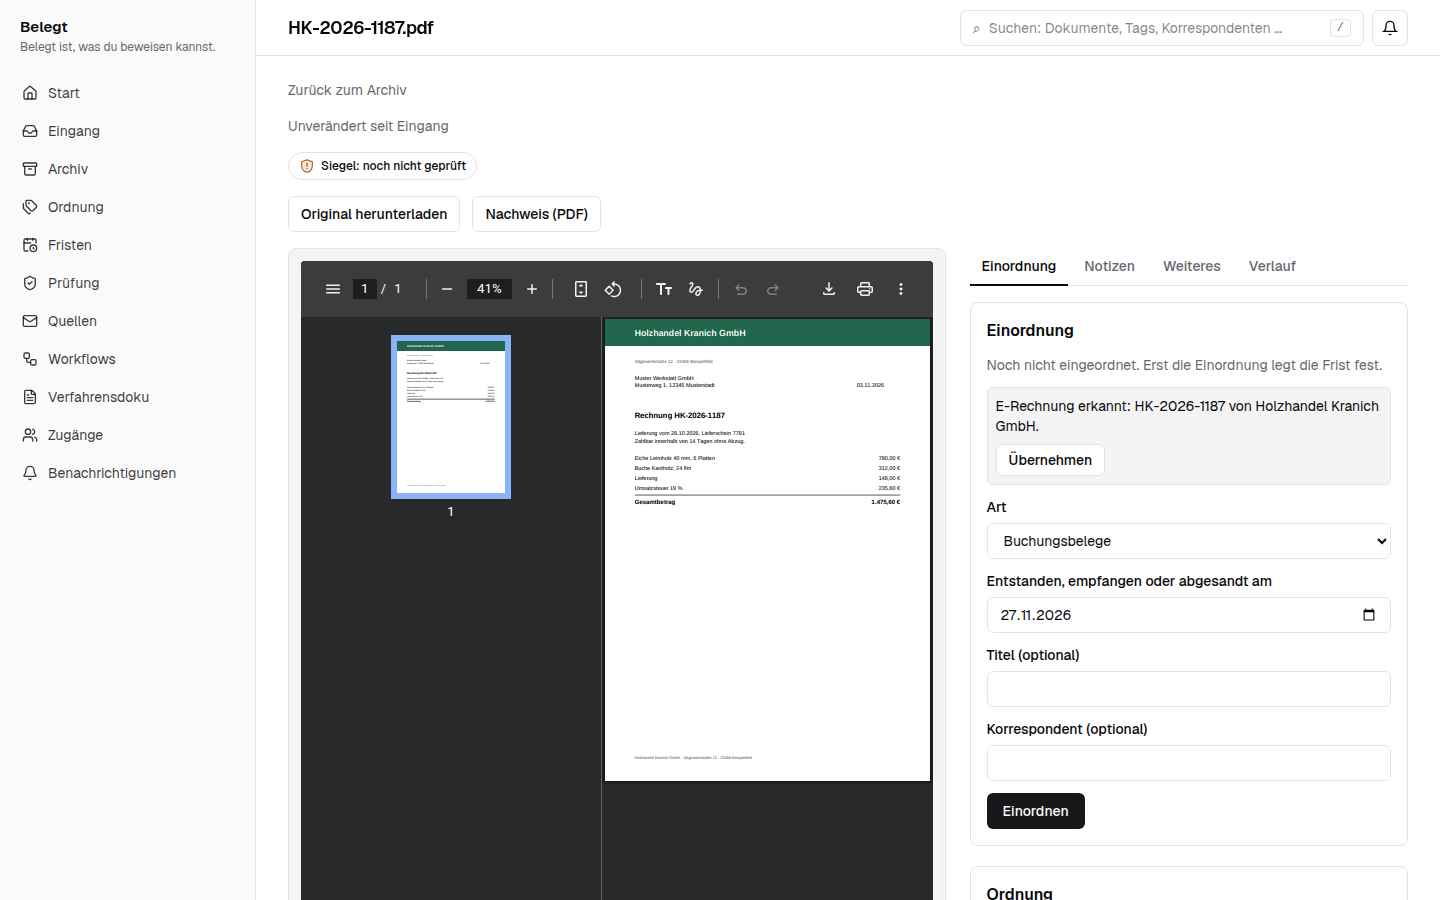 Belegt
Belegt ist, was du beweisen kannst.
Start
Eingang
Archiv
Ordnung
Fristen
Prüfung
Quellen
Workflows
Verfahrensdoku
Zugänge
Benachrichtigungen
HK-2026-1187.pdf
Suchen: Dokumente, Tags, Korrespondenten …
/
Zurück zum Archiv
Unverändert seit Eingang
Siegel: noch nicht geprüft
Original herunterladen
Nachweis (PDF)
1 / 1
41%
1
Holzhandel Kranich GmbH
Muster Werkstatt GmbH
Musterweg 1, 12345 Musterstadt
03.11.2026
Rechnung HK-2026-1187
Lieferung vom 28.10.2026, Lieferschein 7781
Zahlbar innerhalb von 14 Tagen ohne Abzug.
Eiche Leimholz 40 mm, 6 Platten 780,00 €
Buche Kantholz, 24 lfm 312,00 €
Lieferung 148,00 €
Umsatzsteuer 19 % 235,60 €
Gesamtbetrag 1.475,60 €
Einordnung
Notizen
Weiteres
Verlauf
Einordnung
Noch nicht eingeordnet. Erst die Einordnung legt die Frist fest.
E-Rechnung erkannt: HK-2026-1187 von Holzhandel Kranich
GmbH.
Übernehmen
Art
Buchungsbelege
Entstanden, empfangen oder abgesandt am
27.11.2026
Titel (optional)
Korrespondent (optional)
Einordnen
Ordnung